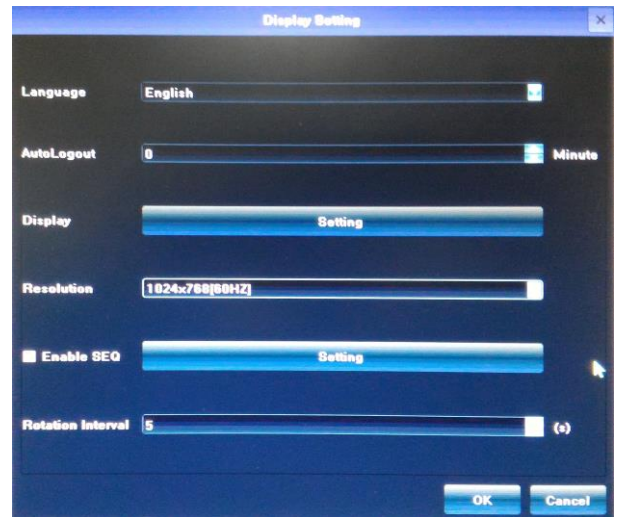 Display Setting
Language English
AutoLogout 0 Minute
Display Setting
Resolution 1024x768[60HZ]
Enable SEQ Setting
Rotation Interval 5 (s)
OK Cancel